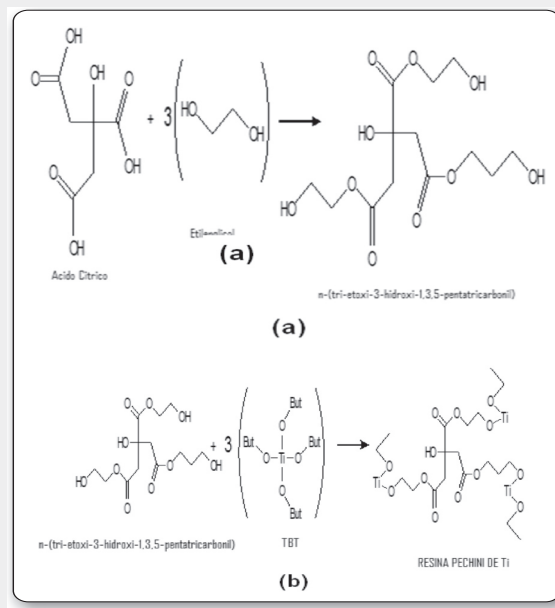 OH
OH
O
OH
O
O
OH
OH
+ 3
HO
OH
O
O
OH
HO
O
OH
O
O
HO
O
O
Acido Citrico
(a)
n-(tri-etoxi-3-hidroxi-1,3,5-pentatricarbonil)
(a)
O
O
OH
HO
HO
O
O
OH
O
O
+ 3
But
O
But
But
O
Ti
O
O
But
O
O
O
Ti
O
HO
O
O
Ti
O
O
O
O
O
Ti
O
O
n-(tri-etoxi-3-hidroxi-1,3,5-pentatricarbonil)
TBT
RESINA PECHINI DE Ti
(b)